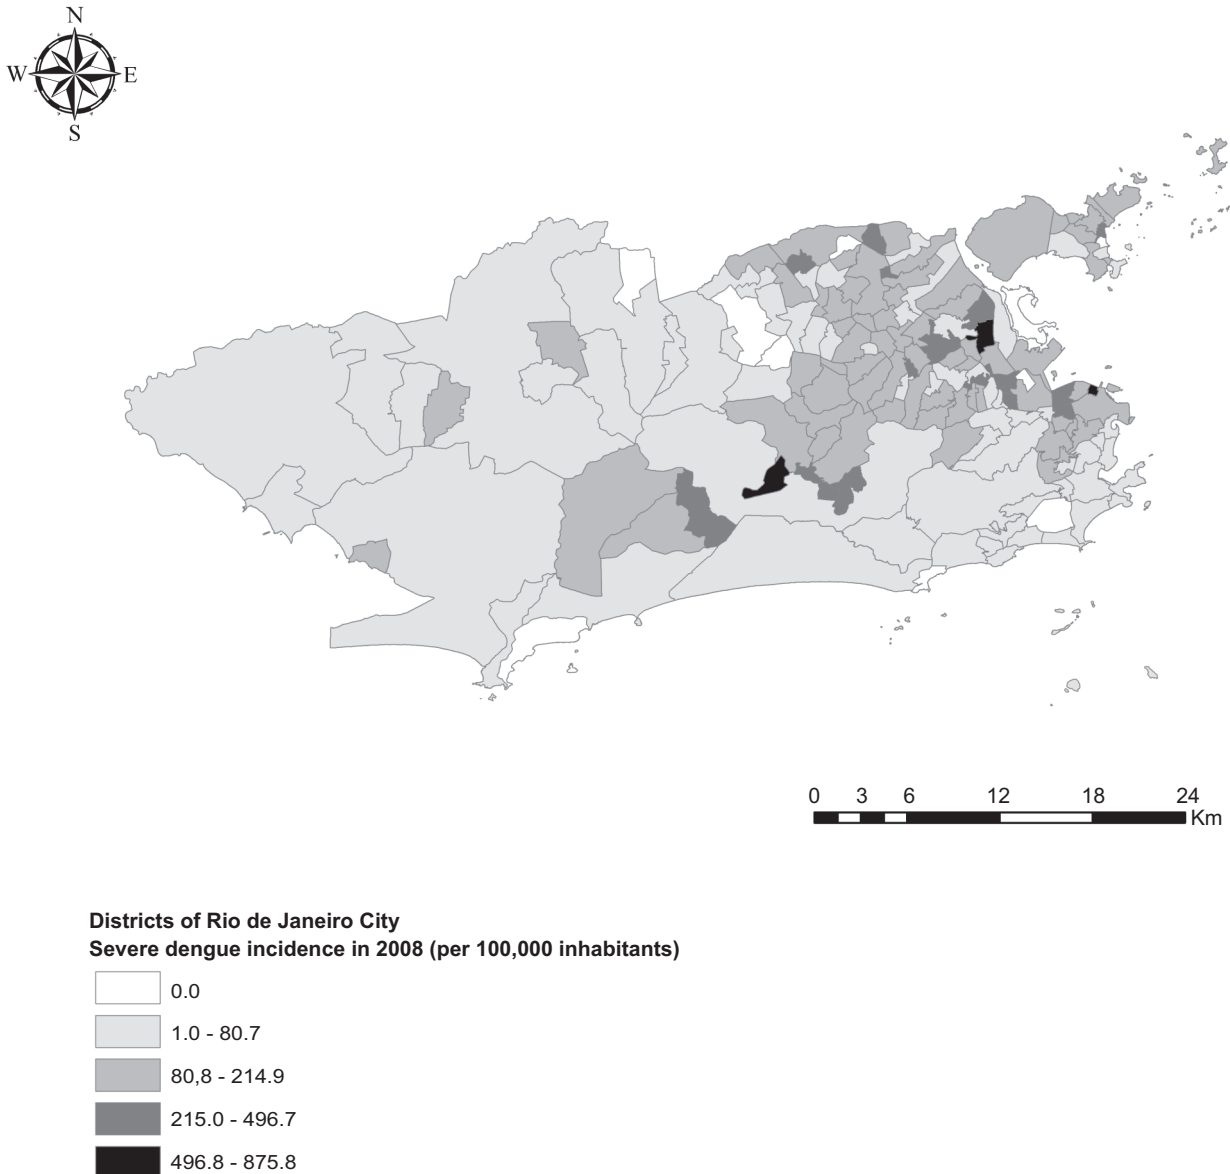 N
W E
S
0 3 6 12 18 24
Km
Districts of Rio de Janeiro City
Severe dengue incidence in 2008 (per 100,000 inhabitants)
0.0
1.0 - 80.7
80,8 - 214.9
215.0 - 496.7
496.8 - 875.8